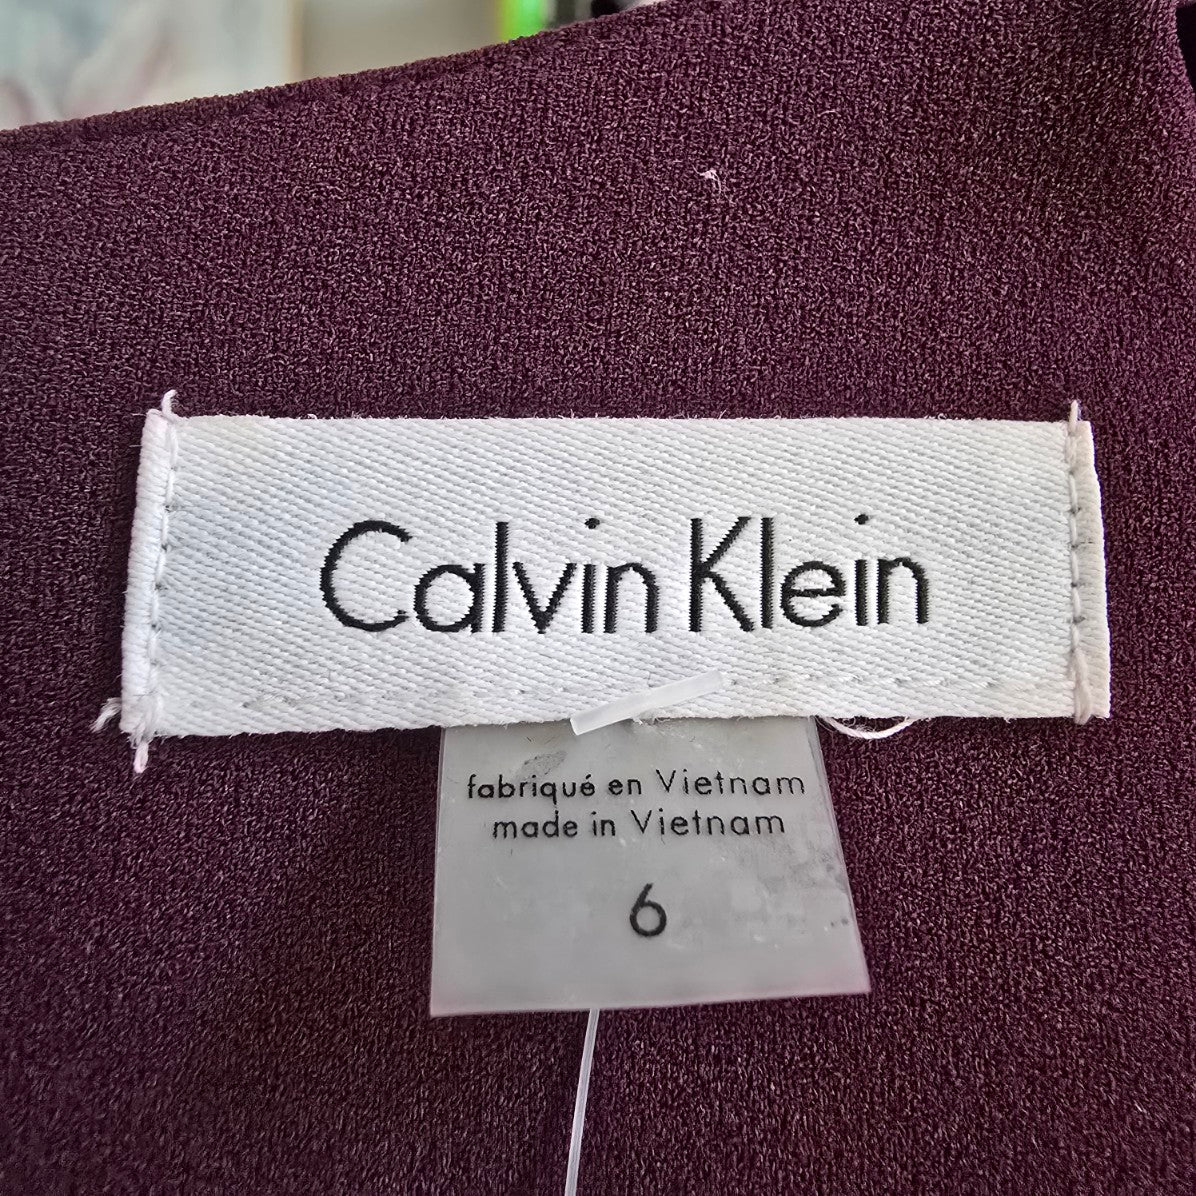 Calvin Klein
fabriqué en Vietnam
made in Vietnam
6